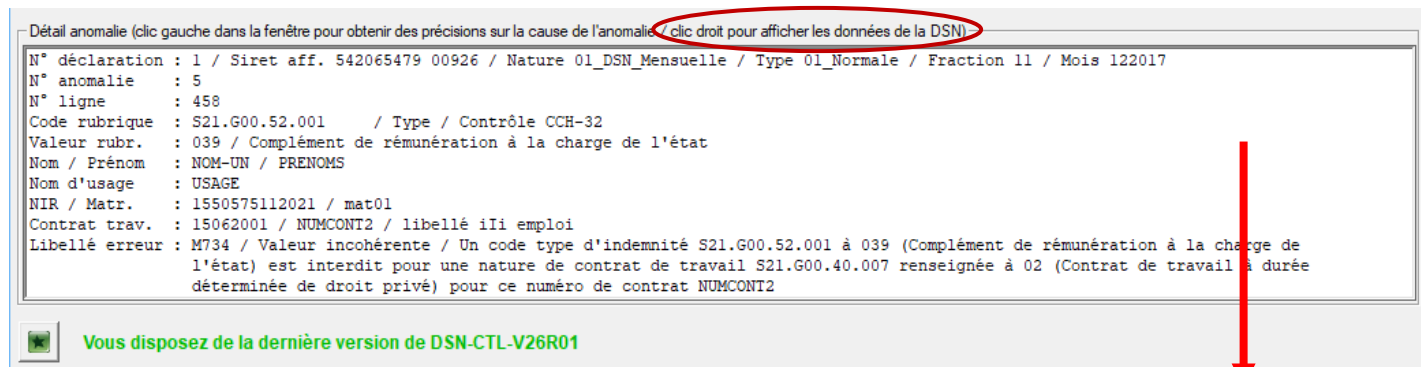 Détail anomalie (clic gauche dans la fenêtre pour obtenir des précisions sur la cause de l'anomalie / clic droit pour afficher les données de la DSN)
N° déclaration : 1 / Siret aff. 542065479 00926 / Nature 01_DSN_Mensuelle / Type 01_Normale / Fraction 11 / Mois 122017
N° anomalie : 5
N° ligne : 458
Code rubrique : S21.G00.52.001 / Type / Contrôle CCH-32
Valeur rubr. : 039 / Complément de rémunération à la charge de l'état
Nom / Prénom : NOM-UN / PRENOMS
Nom d'usage : USAGE
NIR / Matr. : 1550575112021 / mat01
Contrat trav. : 15062001 / NUMCONT2 / libellé iIi emploi
Libellé erreur : M734 / Valeur incohérente / Un code type d'indemnité S21.G00.52.001 à 039 (Complément de rémunération à la charge de
l'état) est interdit pour une nature de contrat de travail S21.G00.40.007 renseignée à 02 (Contrat de travail à durée
déterminée de droit privé) pour ce numéro de contrat NUMCONT2
Vous disposez de la dernière version de DSN-CTL-V26R01